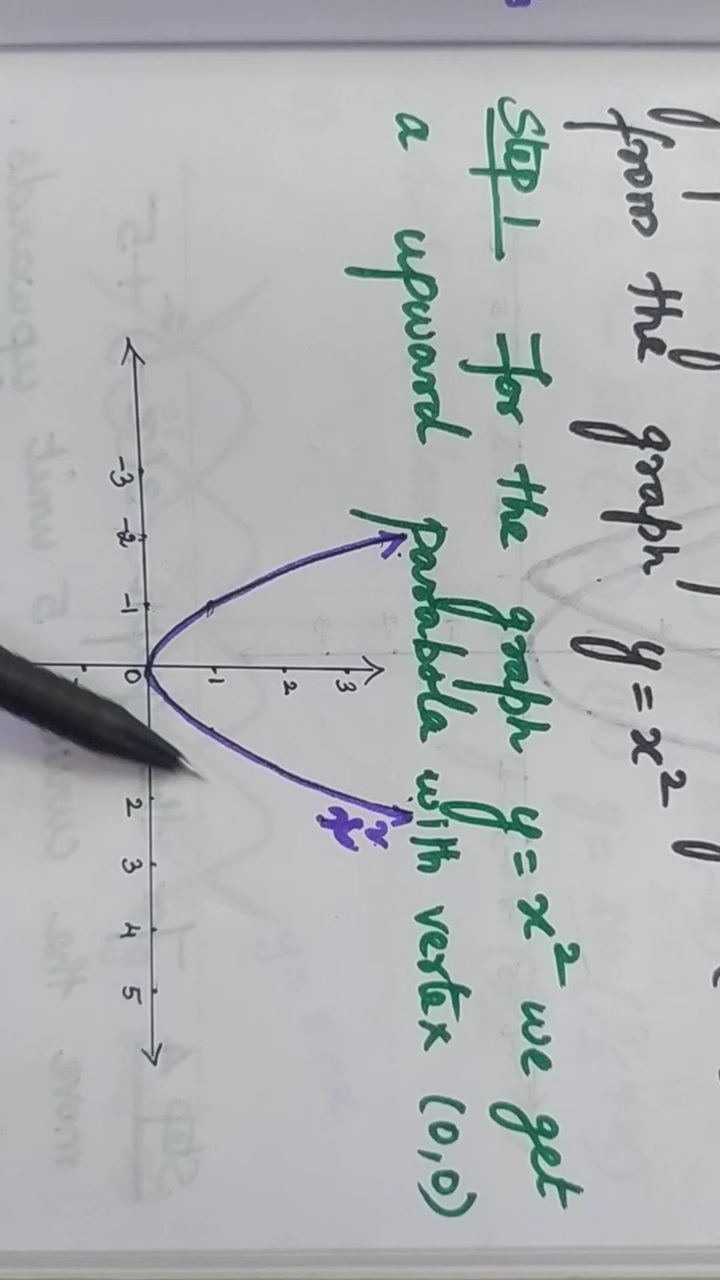 from the graph y = x²
Step 1 For the graph y = x² we get
a upward parabola with vertex (0,0)
x²
3
2
1
-3 -2 -1 0 2 3 4 5